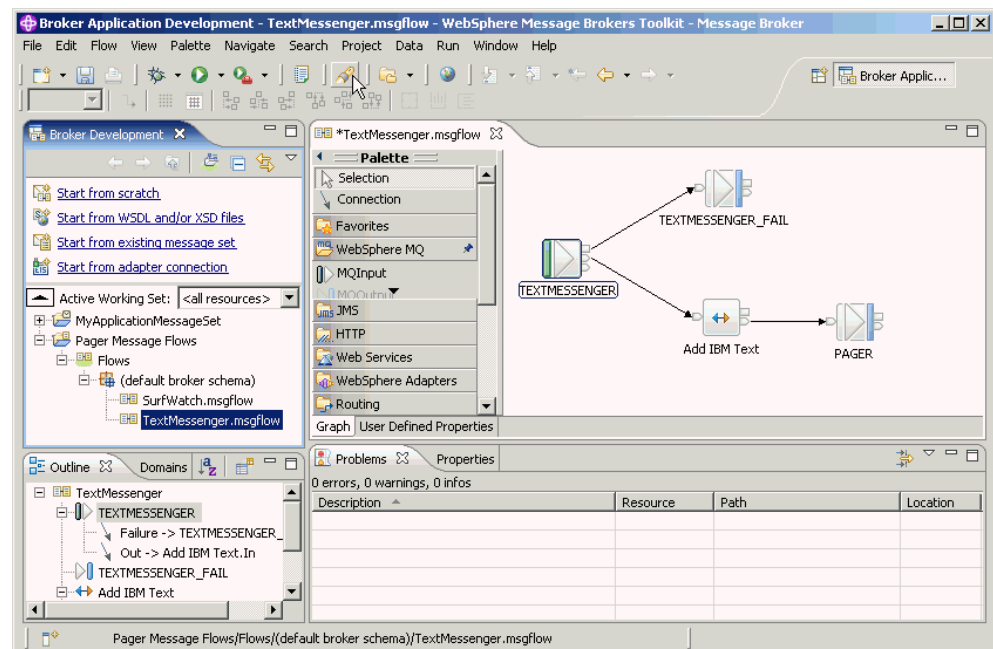 Broker Application Development - TextMessenger.msgflow - WebSphere Message Brokers Toolkit - Message Broker
File Edit Flow View Palette Navigate Search Project Data Run Window Help
Broker Applic...
Broker Development
Start from scratch
Start from WSDL and/or XSD files
Start from existing message set
Start from adapter connection
Active Working Set: <all resources>
MyApplicationMessageSet
Pager Message Flows
Flows
(default broker schema)
SurfWatch.msgflow
TextMessenger.msgflow
*TextMessenger.msgflow
Palette
Selection
Connection
Favorites
WebSphere MQ
MQInput
MQOutput
JMS
HTTP
Web Services
WebSphere Adapters
Routing
Graph User Defined Properties
TEXTMESSENGER_FAIL
TEXTMESSENGER
Add IBM Text
PAGER
Outline Domains
TextMessenger
TEXTMESSENGER
Failure -> TEXTMESSENGER_
Out -> Add IBM Text.In
TEXTMESSENGER_FAIL
Add IBM Text
Problems Properties
0 errors, 0 warnings, 0 infos
Description Resource Path Location
Pager Message Flows/Flows/(default broker schema)/TextMessenger.msgflow